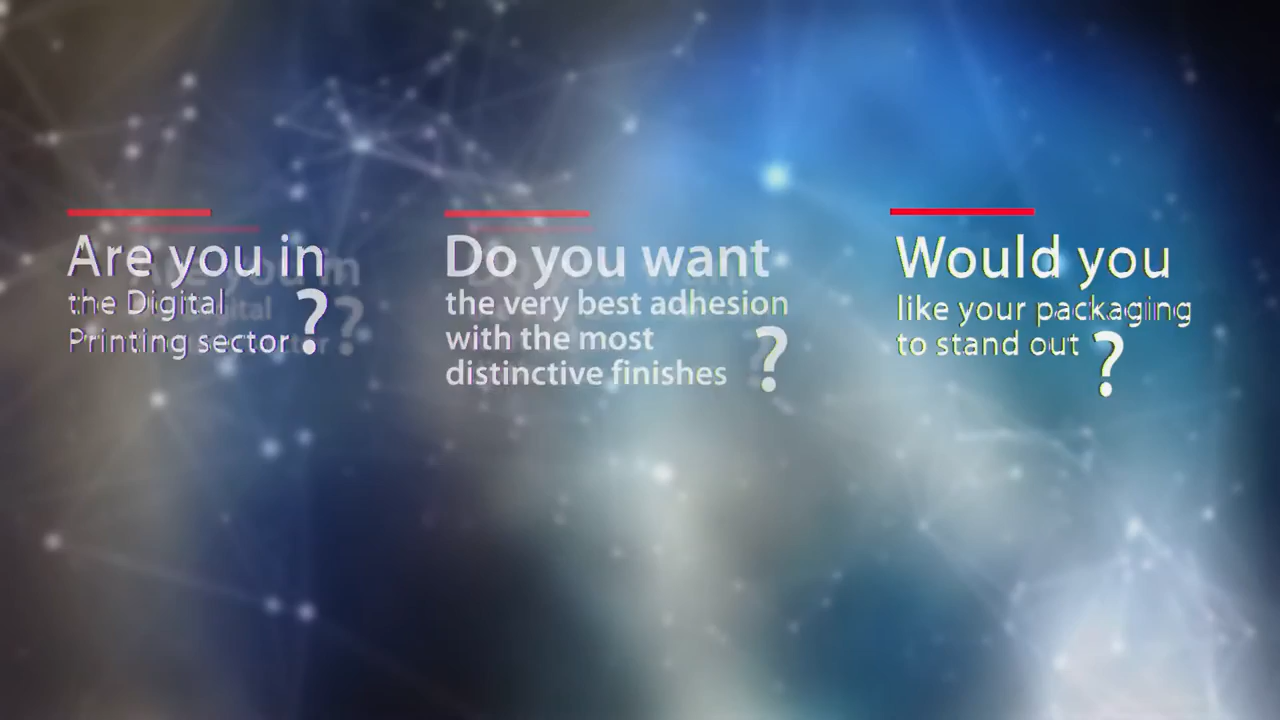 Are you in
the Digital
Printing sector ?
Do you want
the very best adhesion
with the most
distinctive finishes ?
Would you
like your packaging
to stand out ?